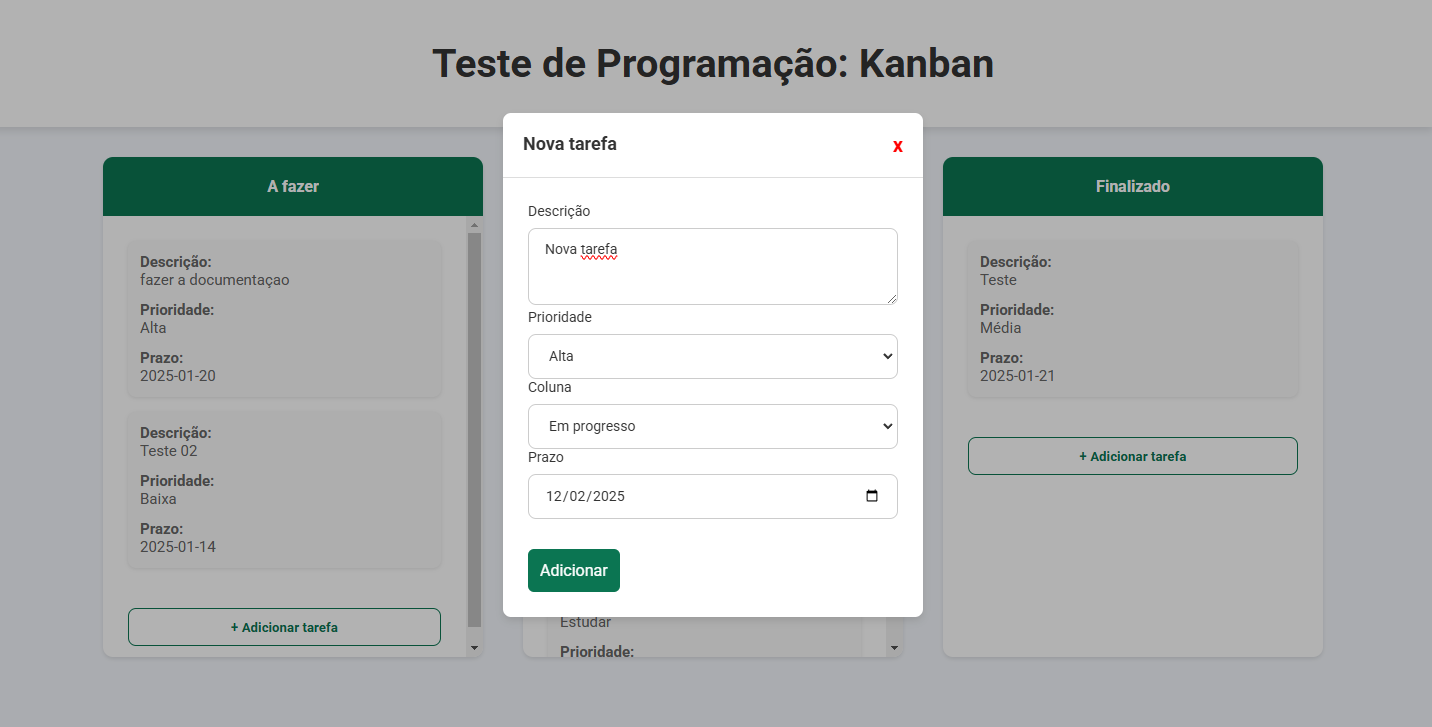 Teste de Programação: Kanban
Nova tarefa
x
Descrição
Nova tarefa
Prioridade
Alta
Coluna
Em progresso
Prazo
12/02/2025
Adicionar
A fazer
Descrição:
fazer a documentaçao
Prioridade:
Alta
Prazo:
2025-01-20
Descrição:
Teste 02
Prioridade:
Baixa
Prazo:
2025-01-14
+ Adicionar tarefa
Estudar
Prioridade:
Finalizado
Descrição:
Teste
Prioridade:
Média
Prazo:
2025-01-21
+ Adicionar tarefa